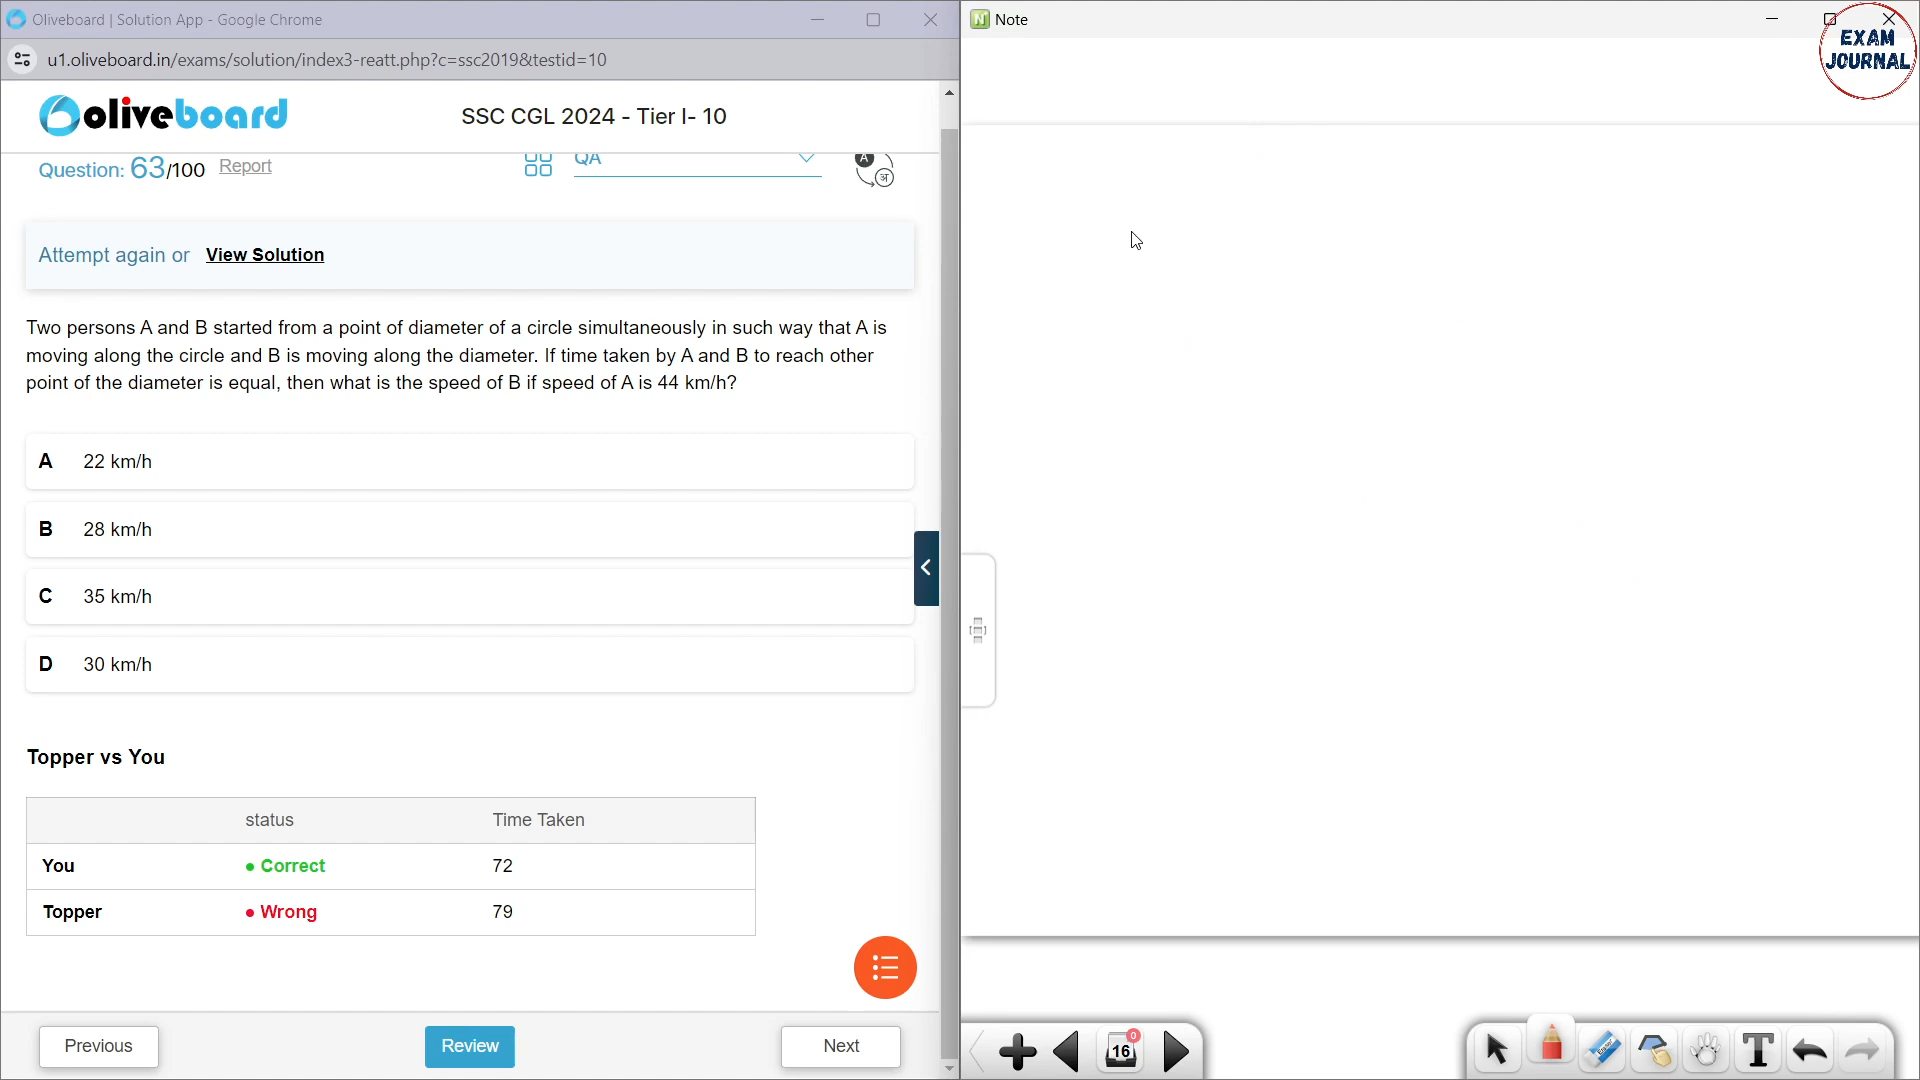 Oliveboard | Solution App - Google Chrome
u1.oliveboard.in/exams/solution/index3-reatt.php?c=ssc2019&testid=10
oliveboard
SSC CGL 2024 - Tier I- 10
Question: 63/100 Report
QA
A
अ
Attempt again or View Solution
Two persons A and B started from a point of diameter of a circle simultaneously in such way that A is
moving along the circle and B is moving along the diameter. If time taken by A and B to reach other
point of the diameter is equal, then what is the speed of B if speed of A is 44 km/h?
A 22 km/h
B 28 km/h
C 35 km/h
D 30 km/h
Topper vs You
status Time Taken
You • Correct 72
Topper • Wrong 79
Previous
Review
Next
N Note
EXAM
JOURNAL
16
0
T